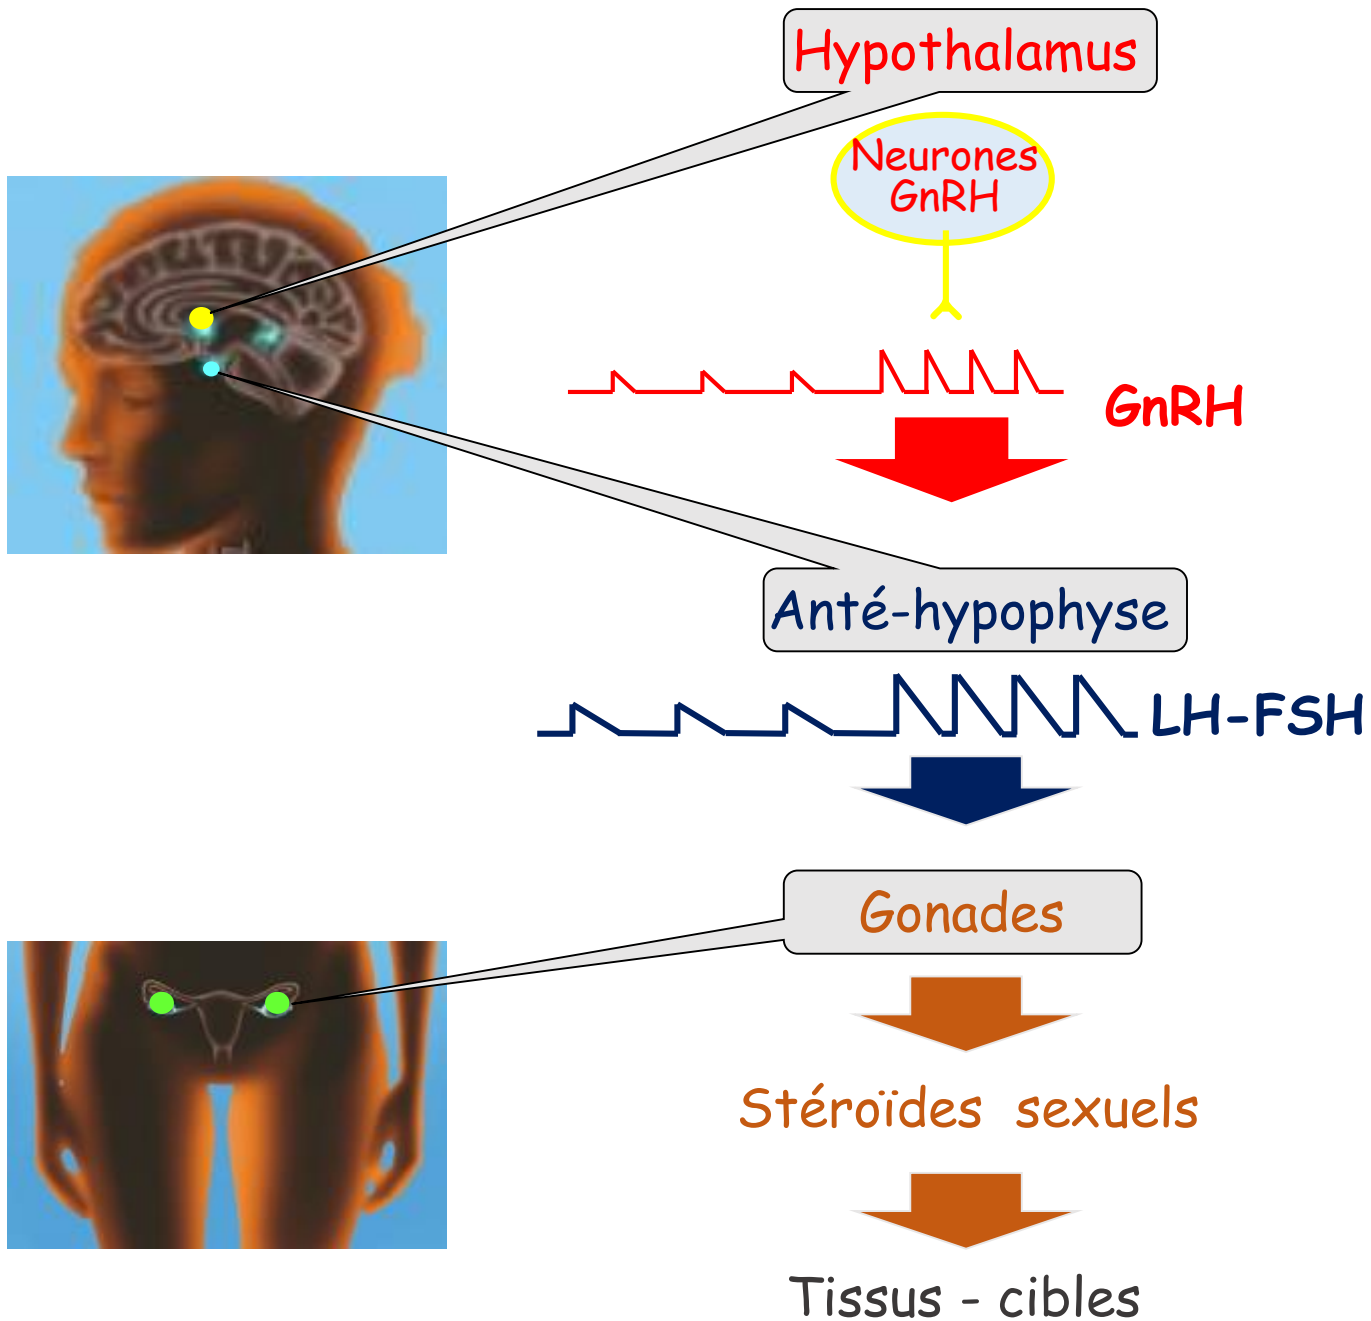 Hypothalamus
Neurones
GnRH
GnRH
Anté-hypophyse
LH-FSH
Gonades
Stéroïdes sexuels
Tissus - cibles